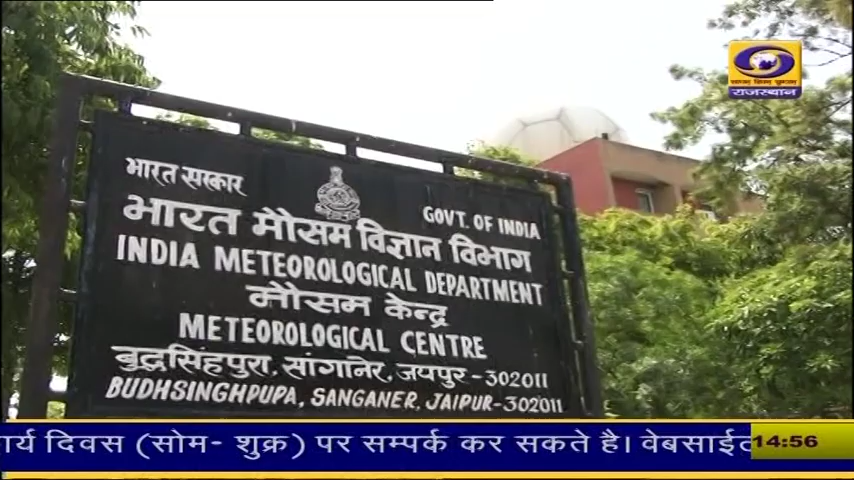 राजस्थान
भारत सरकार
GOVT. OF INDIA
भारत मौसम विज्ञान विभाग
INDIA METEOROLOGICAL DEPARTMENT
मौसम केन्द्र
METEOROLOGICAL CENTRE
बुद्धसिंहपुरा, सांगानेर, जयपुर - 302011
BUDHSINGHPURA, SANGANER, JAIPUR-302011
दिवस (सोम- शुक्र) पर सम्पर्क कर सकते है। वेबसाईट
14:56